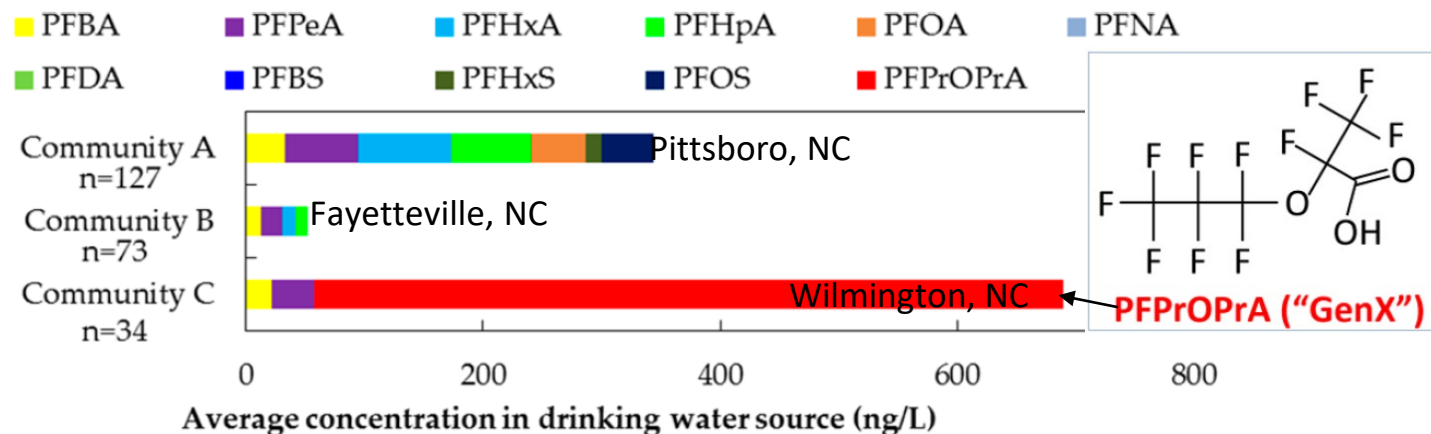 PFBA PFPeA PFHxA PFHpA PFOA PFNA
PFDA PFBS PFHxS PFOS PFPrOPrA
Community A
n=127
Pittsboro, NC
Community B
n=73
Fayetteville, NC
Community C
n=34
Wilmington, NC
0 200 400 600 800
Average concentration in drinking water source (ng/L)
F F
F F F F F
F O
F O OH
F F F
PFPrOPrA (“GenX”)